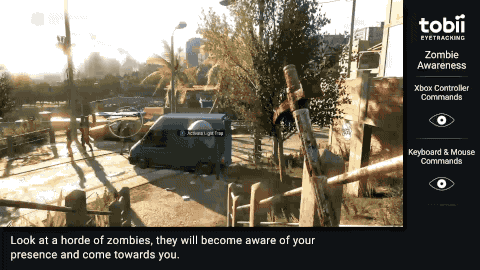 tobii
EYETRACKING
Zombie
Awareness
Xbox Controller
Commands
Keyboard & Mouse
Commands
Activate Light Trap
Look at a horde of zombies, they will become aware of your
presence and come towards you.